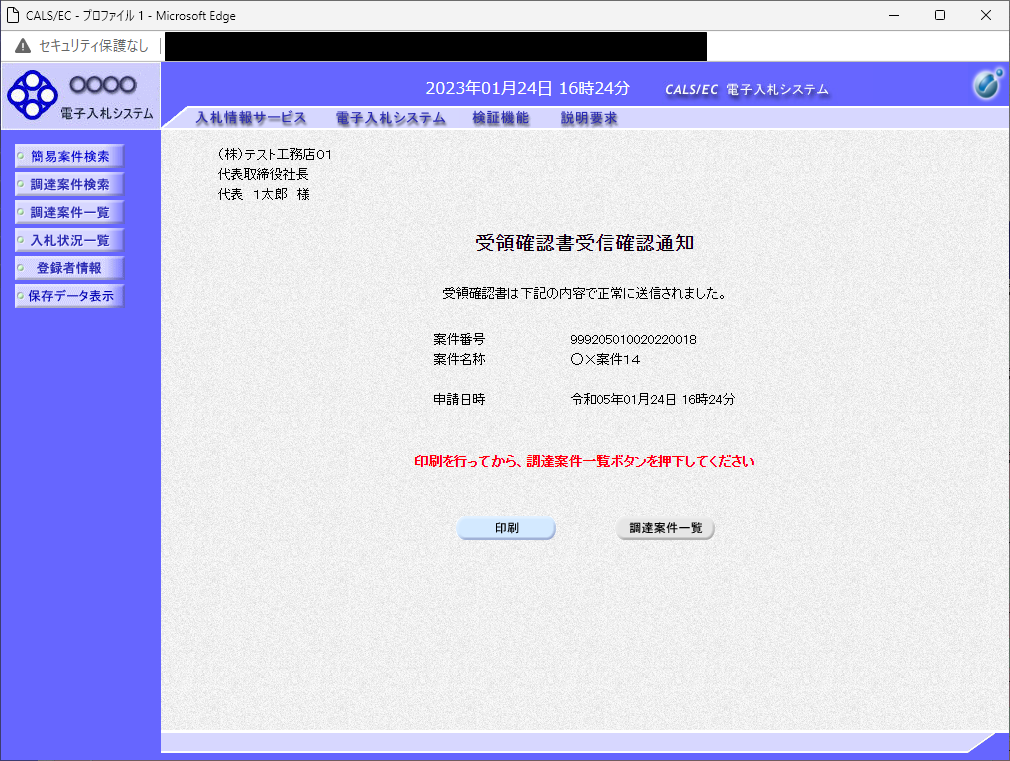 CALS/EC - プロファイル 1 - Microsoft Edge
セキュリティ保護なし
〇〇〇〇
電子入札システム
2023年01月24日 16時24分
CALS/EC 電子入札システム
入札情報サービス 電子入札システム 検証機能 説明要求
簡易案件検索
調達案件検索
調達案件一覧
入札状況一覧
登録者情報
保存データ表示
(株)テスト工務店01
代表取締役社長
代表 1太郎 様
受領確認書受信確認通知
受領確認書は下記の内容で正常に送信されました。
案件番号 999205010020220018
案件名称 〇×案件14
申請日時 令和05年01月24日 16時24分
印刷を行ってから、調達案件一覧ボタンを押下してください
印刷 調達案件一覧